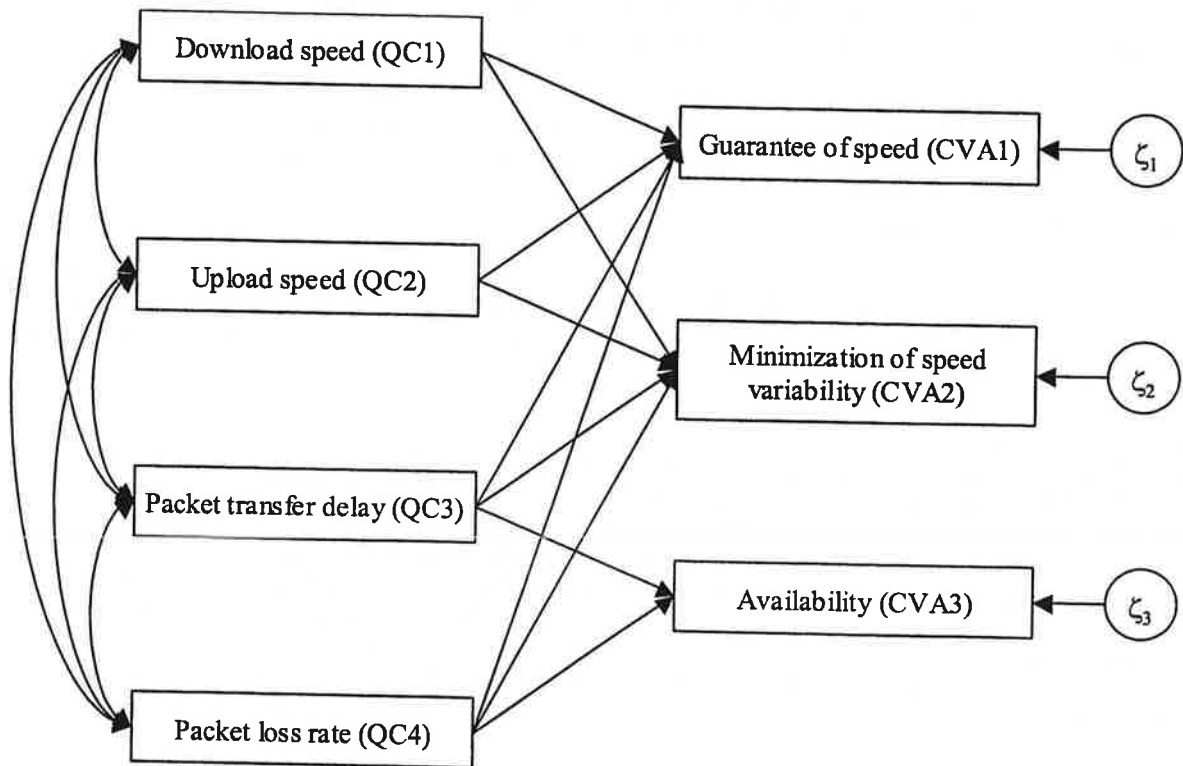 Download speed (QC1)
Guarantee of speed (CVA1)
ζ1
Upload speed (QC2)
Minimization of speed
variability (CVA2)
ζ2
Packet transfer delay (QC3)
Availability (CVA3)
ζ3
Packet loss rate (QC4)